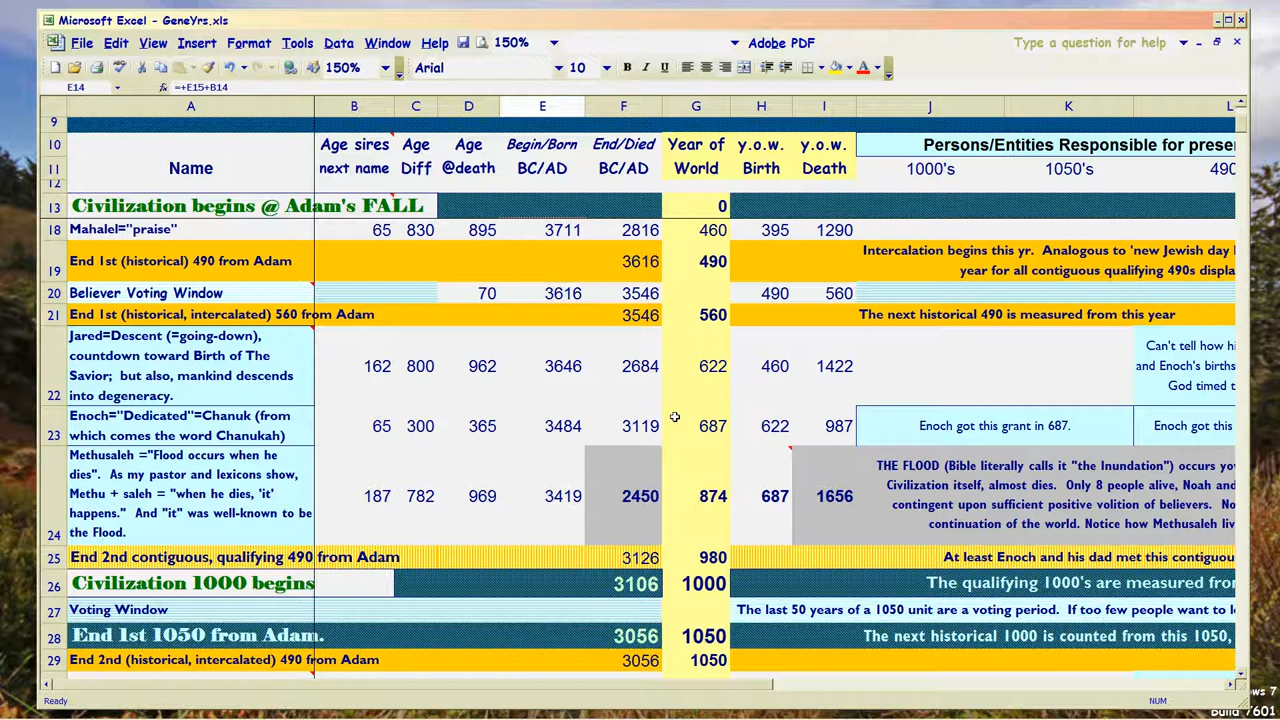 Microsoft Excel - GeneYrs.xls
File Edit View Insert Format Tools Data Window Help 150% Adobe PDF Type a question for help
150% Arial 10 B I U
E14 fx =+E15+B14
A B C D E F G H I J K L
9
10 Age sires Age Age Begin/Born End/Died Year of y.o.w. y.o.w. Persons/Entities Responsible for prese
11 Name next name Diff @death BC/AD BC/AD World Birth Death 1000's 1050's 490
12
13 Civilization begins @ Adam's FALL 0
18 Mahalel="praise" 65 830 895 3711 2816 460 395 1290
Intercalation begins this yr. Analogous to 'new Jewish day
19 End 1st (historical) 490 from Adam 3616 490
year for all contiguous qualifying 490s displa
20 Believer Voting Window 70 3616 3546 490 560
21 End 1st (historical, intercalated) 560 from Adam 3546 560 The next historical 490 is measured from this year
Jared=Descent (=going-down),
countdown toward Birth of The
Savior; but also, mankind descends
into degeneracy.
22 162 800 962 3646 2684 622 460 1422
Can't tell how hi
and Enoch's births
God timed t
Enoch="Dedicated"=Chanuk (from
which comes the word Chanukah)
23 65 300 365 3484 3119 687 622 987 Enoch got this grant in 687. Enoch got this
Methusaleh ="Flood occurs when he
dies". As my pastor and lexicons show,
Methu + saleh = "when he dies, 'it'
happens." And "it" was well-known to be
the Flood.
24 187 782 969 3419 2450 874 687 1656
THE FLOOD (Bible literally calls it "the Inundation") occurs yo
Civilization itself, almost dies. Only 8 people alive, Noah and
contingent upon sufficient positive volition of believers. No
continuation of the world. Notice how Methusaleh liv
25 End 2nd contiguous, qualifying 490 from Adam 3126 980 At least Enoch and his dad met this contiguou
26 Civilization 1000 begins 3106 1000 The qualifying 1000's are measured fro
27 Voting Window The last 50 years of a 1050 unit are a voting period. If too few people want to l
28 End 1st 1050 from Adam. 3056 1050 The next historical 1000 is counted from this 1050,
29 End 2nd (historical, intercalated) 490 from Adam 3056 1050
Ready NUM
ows 7
Build 7601